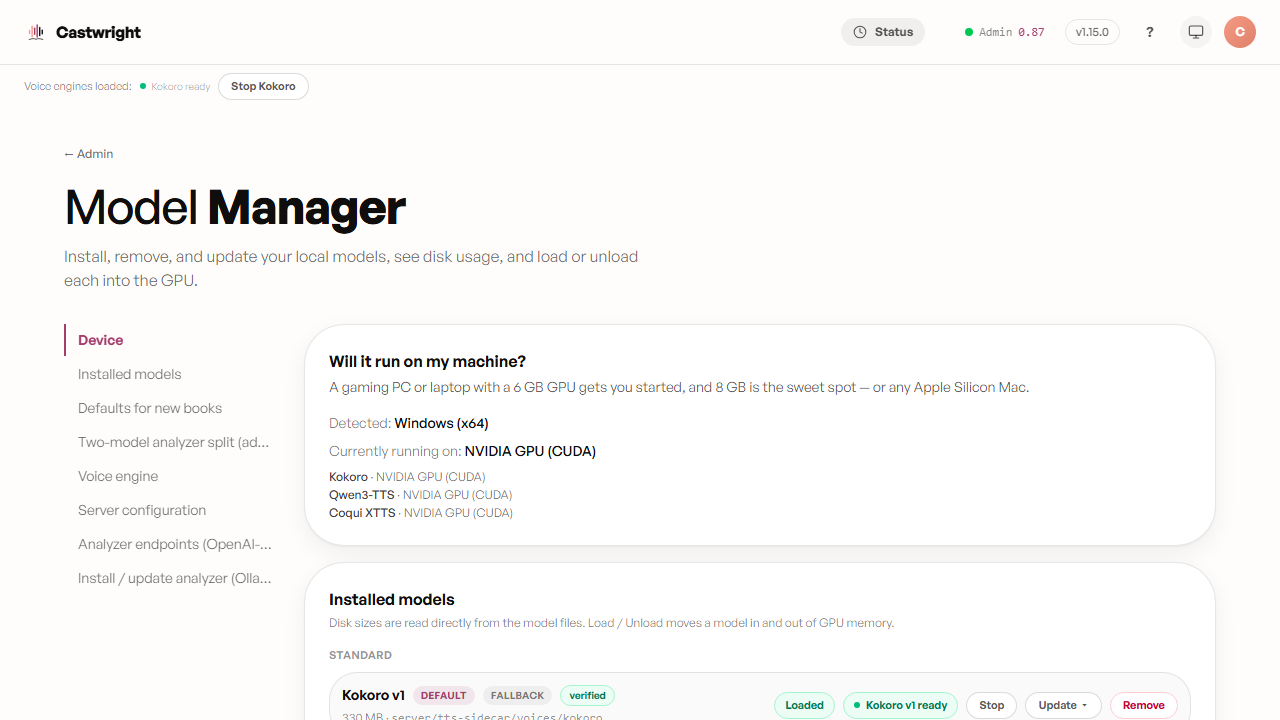 Castwright
Status
Admin 0.87
v1.15.0
?
C
Voice engines loaded:
Kokoro ready
Stop Kokoro
← Admin
Model Manager
Install, remove, and update your local models, see disk usage, and load or unload
each into the GPU.
Device
Installed models
Defaults for new books
Two-model analyzer split (ad...
Voice engine
Server configuration
Analyzer endpoints (OpenAI-...
Install / update analyzer (Olla...
Will it run on my machine?
A gaming PC or laptop with a 6 GB GPU gets you started, and 8 GB is the sweet spot — or any Apple Silicon Mac.
Detected: Windows (x64)
Currently running on: NVIDIA GPU (CUDA)
Kokoro · NVIDIA GPU (CUDA)
Qwen3-TTS · NVIDIA GPU (CUDA)
Coqui XTTS · NVIDIA GPU (CUDA)
Installed models
Disk sizes are read directly from the model files. Load / Unload moves a model in and out of GPU memory.
STANDARD
Kokoro v1
DEFAULT
FALLBACK
verified
330 MB · server/tts-sidecar/voices/kokoro
Loaded
Kokoro v1 ready
Stop
Update
Remove